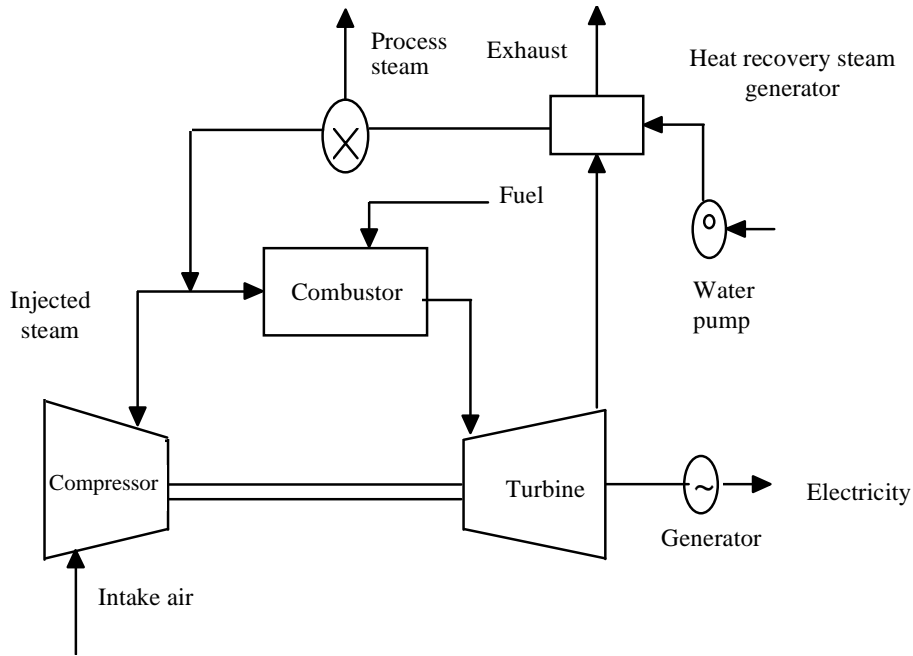 Process
steam
Exhaust
Heat recovery steam
generator
Fuel
Injected
steam
Combustor
Water
pump
Compressor
Turbine
~
Electricity
Generator
Intake air